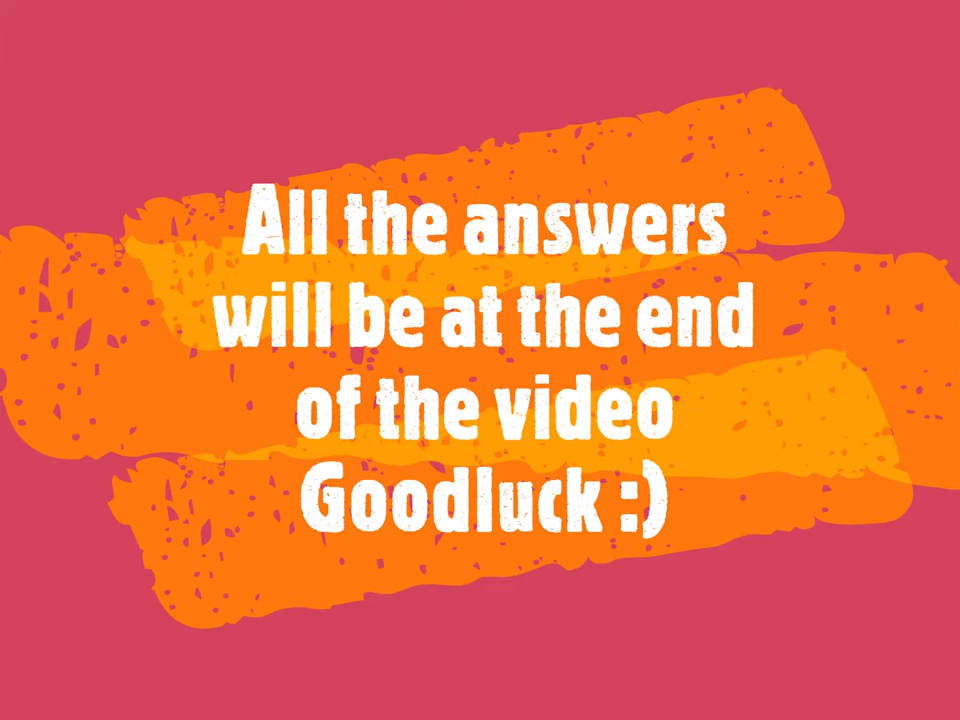 All the answers
will be at the end
of the video
Goodluck :)